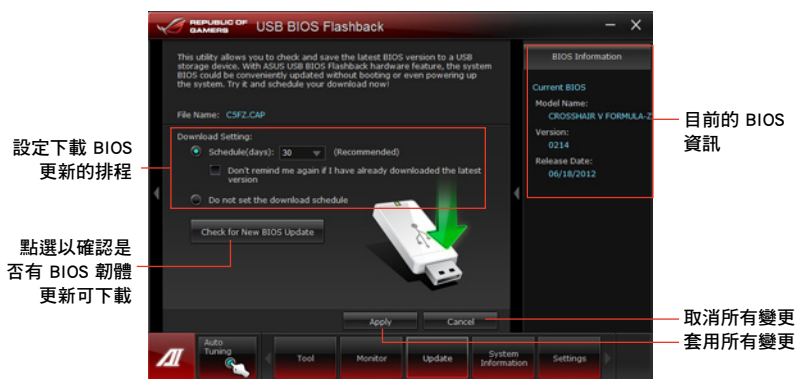 REPUBLIC OF
GAMERS
USB BIOS Flashback
This utility allows you to check and save the latest BIOS version to a USB
storage device. With ASUS USB BIOS Flashback hardware feature, the system
BIOS could be conveniently updated without booting or even powering up
the system. Try it and schedule your download now!
File Name: C5FZ.CAP
Download Setting:
Schedule(days): 30 (Recommended)
Don't remind me again if I have already downloaded the latest
version
Do not set the download schedule
Check for New BIOS Update
Apply
Cancel
BIOS Information
Current BIOS
Model Name:
CROSSHAIR V FORMULA-Z
Version:
0214
Release Date:
06/18/2012
Auto
Tuning
Tool
Monitor
Update
System
Information
Settings
設定下載 BIOS
更新的排程
點選以確認是
否有 BIOS 韌體
更新可下載
目前的 BIOS
資訊
取消所有變更
套用所有變更